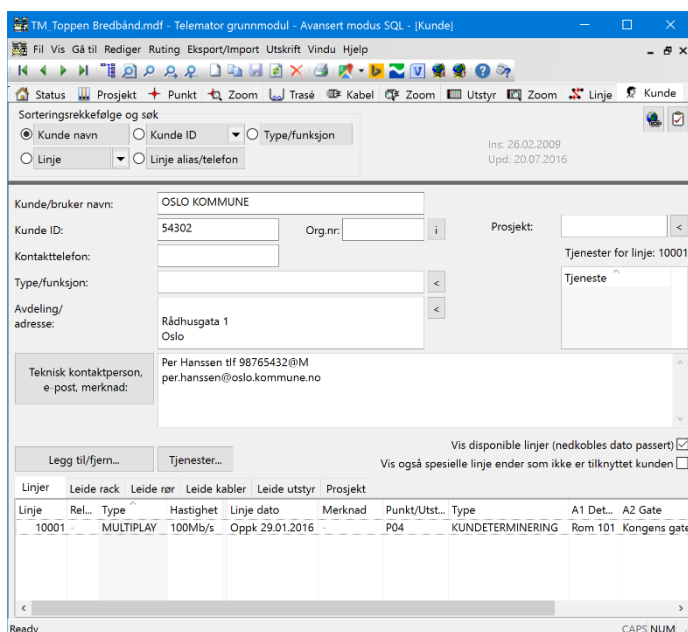 TM_Toppen Bredbånd.mdf - Telemator grunnmodul - Avansert modus SQL - [Kunde]
Fil Vis Gå til Rediger Ruting Eksport/Import Utskrift Vindu Hjelp
Status Prosjekt Punkt Zoom Trasé Kabel Zoom Utstyr Zoom Linje Kunde
Sorteringsrekkefølge og søk
Kunde navn Kunde ID Type/funksjon
Linje Linje alias/telefon
Ins: 26.02.2009
Upd: 20.07.2016
Kunde/bruker navn: OSLO KOMMUNE
Kunde ID: 54302 Org.nr: i Prosjekt: <
Kontakttelefon: Tjenester for linje: 10001
Type/funksjon: < Tjeneste
Avdeling/
adresse: <
Rådhusgata 1
Oslo
Teknisk kontaktperson,
e-post, merknad:
Per Hanssen tlf 98765432@M
per.hanssen@oslo.kommune.no
Vis disponible linjer (nedkobles dato passert)
Legg til/fjern... Tjenester... Vis også spesielle linje ender som ikke er tilknyttet kunden
Linjer Leide rack Leide rør Leide kabler Leide utstyr Prosjekt
Linje Rel... Type Hastighet Linje dato Merknad Punkt/Utst... Type A1 Det... A2 Gate
10001 - MULTIPLAY 100Mb/s Oppk 29.01.2016 - P04 KUNDETERMINERING Rom 101 Kongens gate
Ready CAPS NUM